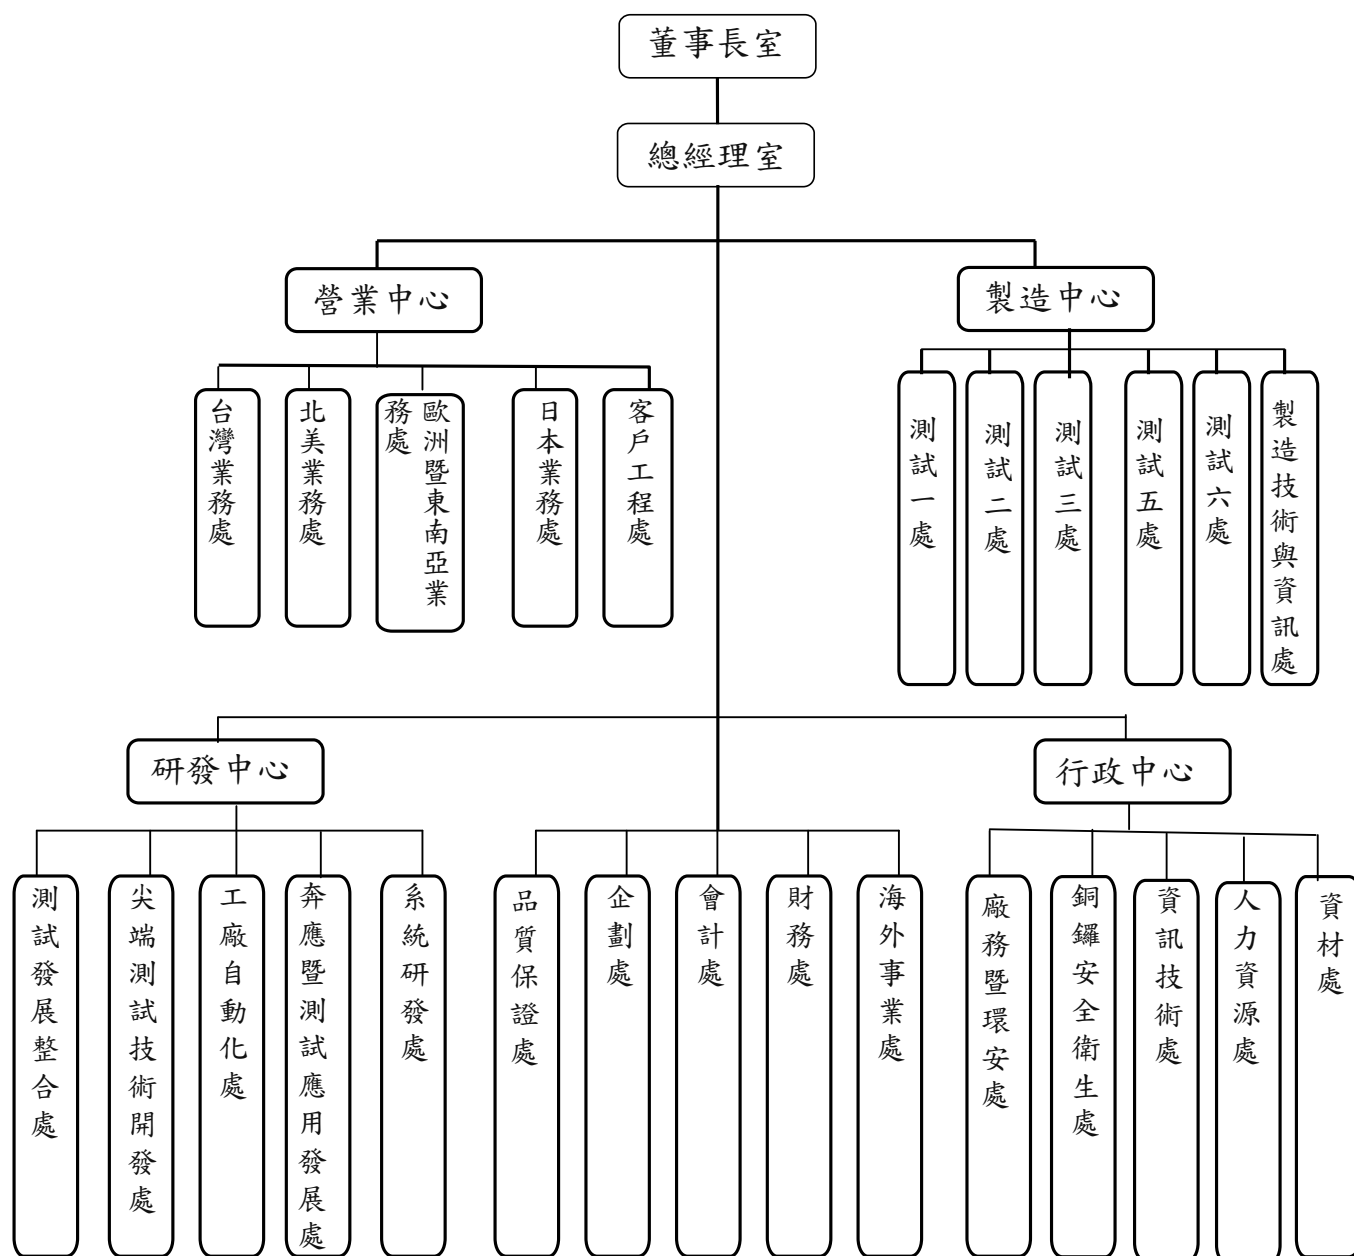 董事長室
總經理室
營業中心
製造中心
台灣業務處
北美業務處
歐洲暨東南亞業
務處
日本業務處
客戶工程處
測試一處
測試二處
測試三處
測試五處
測試六處
製造技術與資訊處
研發中心
行政中心
測試發展整合處
尖端測試技術開發處
工廠自動化處
奔應暨測試應用發展處
系統研發處
品質保證處
企劃處
會計處
財務處
海外事業處
廠務暨環安處
銅鑼安全衛生處
資訊技術處
人力資源處
資材處